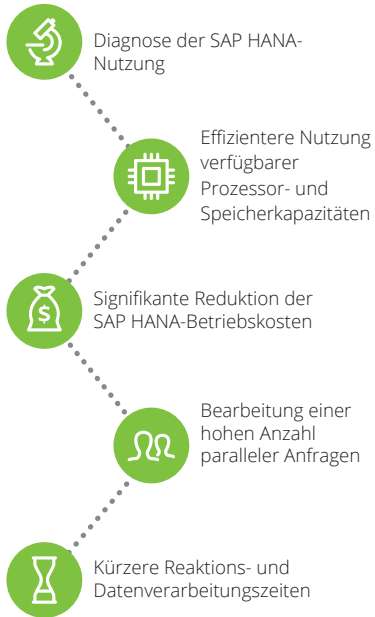 Diagnose der SAP HANA-
Nutzung
Effizientere Nutzung
verfügbarer
Prozessor- und
Speicherkapazitäten
$
Signifikante Reduktion der
SAP HANA-Betriebskosten
Bearbeitung einer
hohen Anzahl
paralleler Anfragen
Kürzere Reaktions- und
Datenverarbeitungszeiten